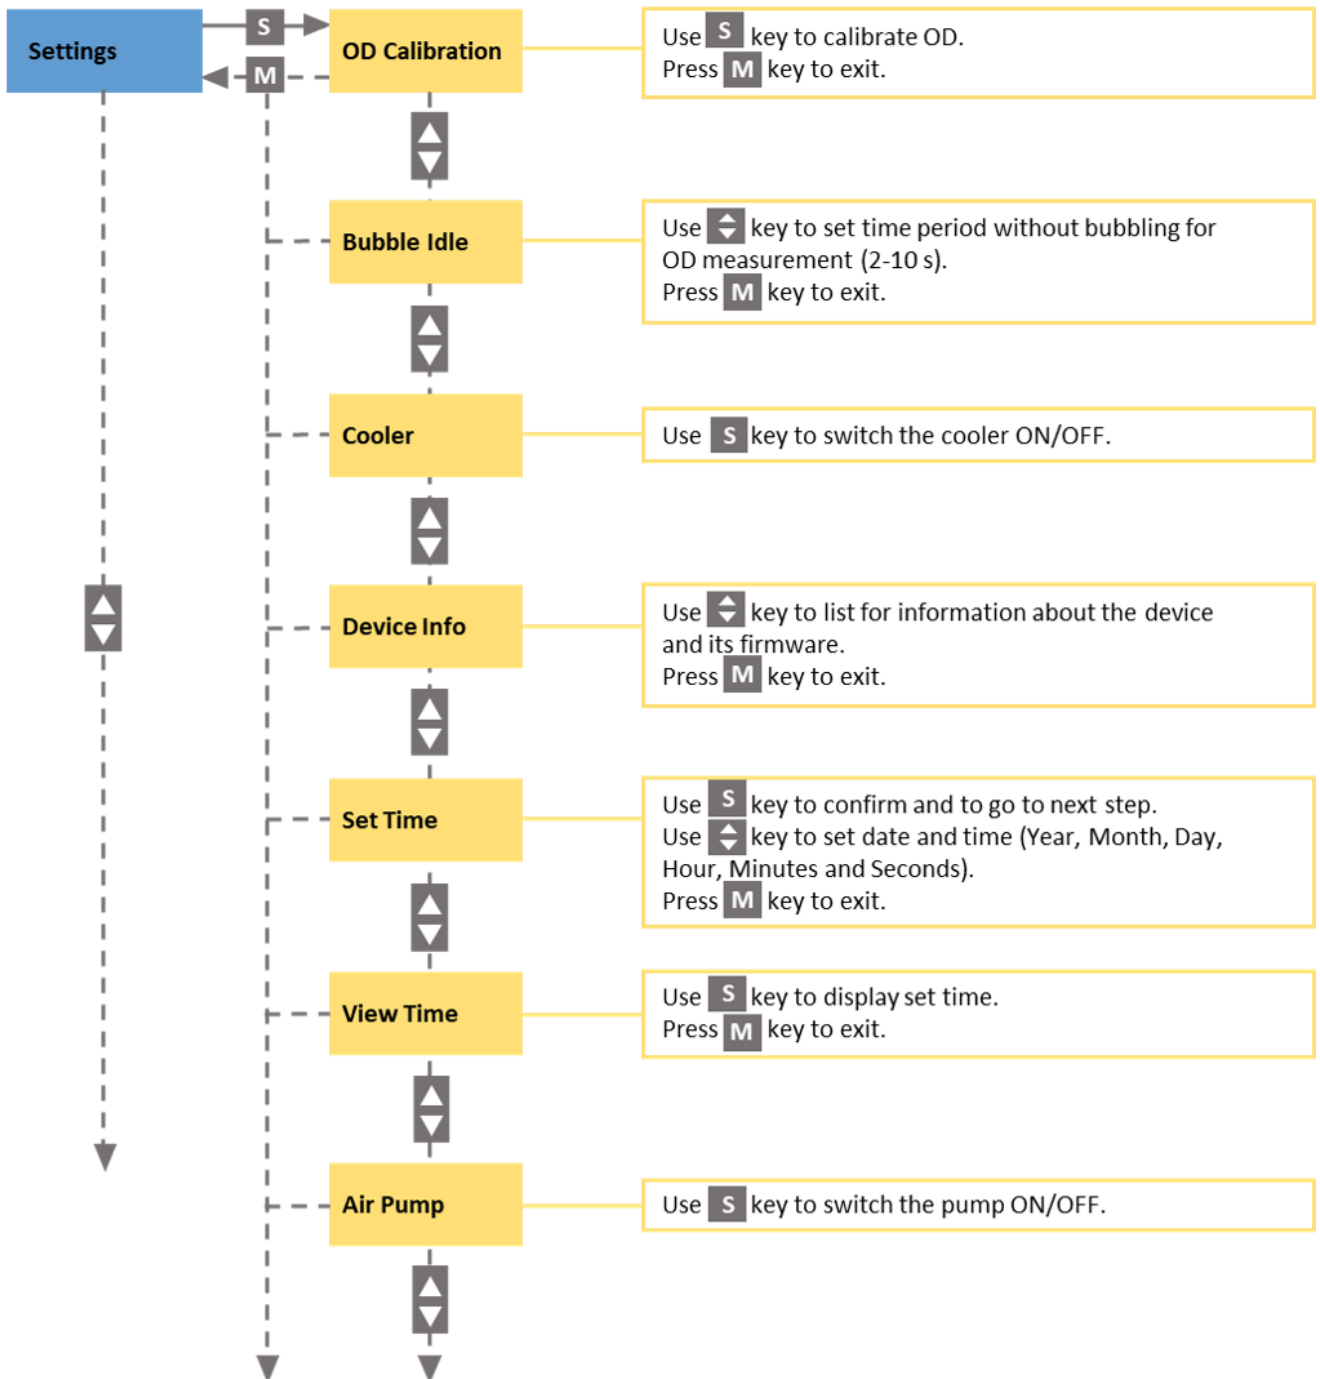 Settings
S
M
OD Calibration
Use S key to calibrate OD.
Press M key to exit.
Bubble Idle
Use key to set time period without bubbling for
OD measurement (2-10 s).
Press M key to exit.
Cooler
Use S key to switch the cooler ON/OFF.
Device Info
Use key to list for information about the device
and its firmware.
Press M key to exit.
Set Time
Use S key to confirm and to go to next step.
Use key to set date and time (Year, Month, Day,
Hour, Minutes and Seconds).
Press M key to exit.
View Time
Use S key to display set time.
Press M key to exit.
Air Pump
Use S key to switch the pump ON/OFF.